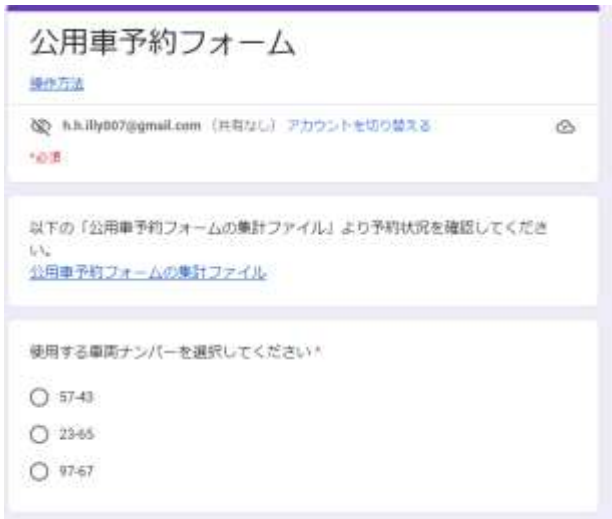 公用車予約フォーム
操作方法
h.h.illy007@gmail.com （共有なし） アカウントを切り替える
*必須
以下の「公用車予約フォームの集計ファイル」より予約状況を確認してくださ
い。
公用車予約フォームの集計ファイル
使用する車両ナンバーを選択してください *
57-43
23-65
97-67